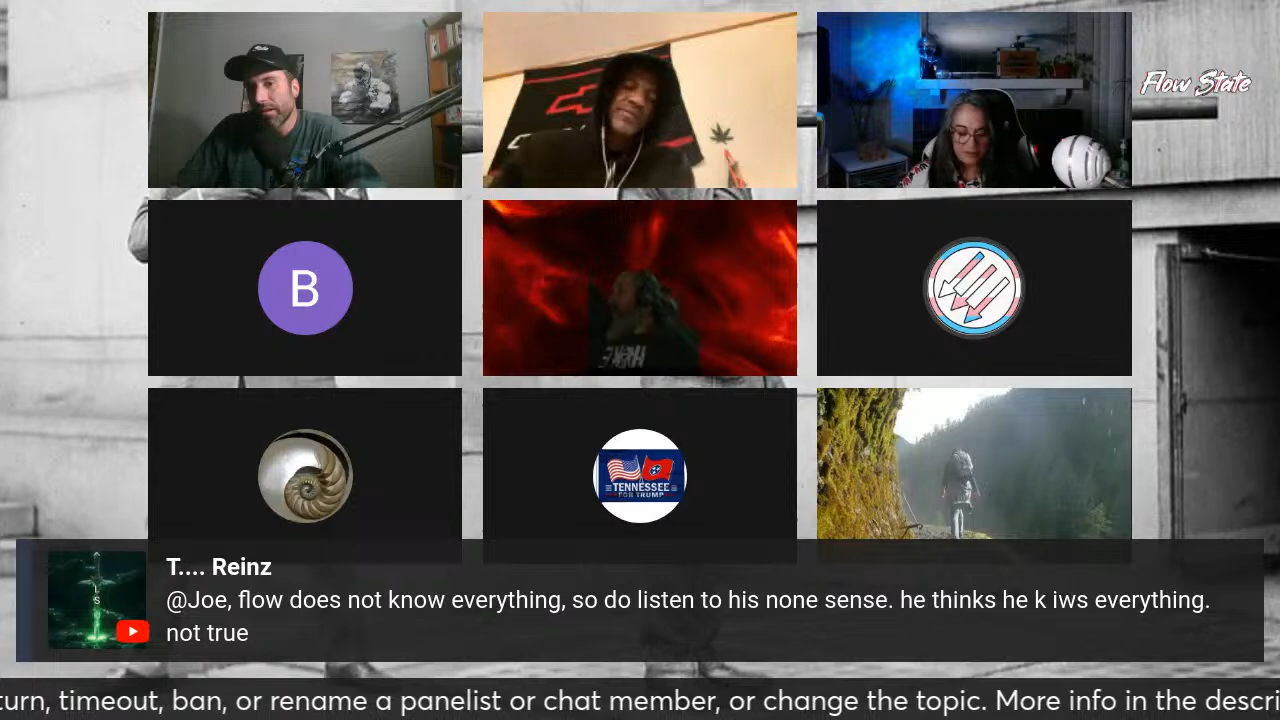 Flow State
B
TENNESSEE
FOR TRUMP
T.... Reinz
@Joe, flow does not know everything, so do listen to his none sense. he thinks he k iws everything.
not true
turn, timeout, ban, or rename a panelist or chat member, or change the topic. More info in the descri